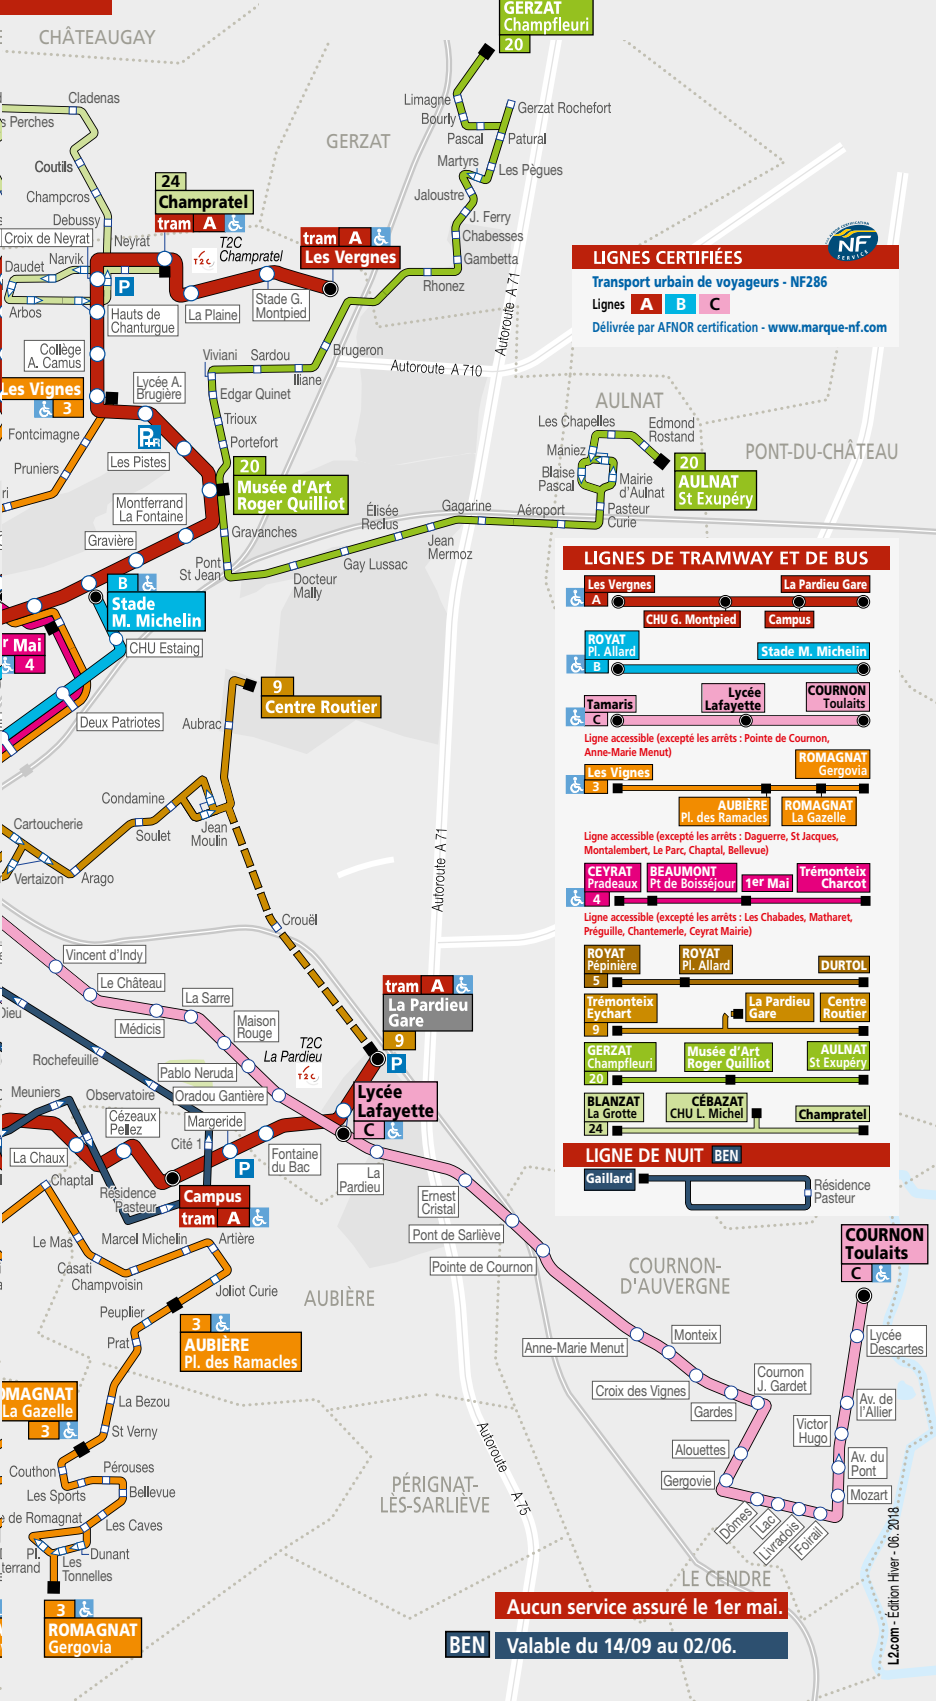 GERZAT
Champfleuri
20
CHÂTEAUGAY
Cladenas
s Perches
Limagne
Gerzat Rochefort
Bourly
Pascal
Patural
GERZAT
Martyrs
Les Pègues
Coutils
Jaloustre
24
Champratel
tram A
Champcros
J. Ferry
Debussy
Chabesses
Croix de Neyrat
Neyrat
T2C
Champratel
T2C
tram A
Les Vergnes
Gambetta
Narvik
Daudet
P
Rhonez
Autoroute A 71
Arbos
Hauts de
Chanturgue
La Plaine
Stade G.
Montpied
NF
SERVICE
LIGNES CERTIFIÉES
Transport urbain de voyageurs - NF286
Lignes A B C
Délivrée par AFNOR certification - www.marque-nf.com
Collège
A. Camus
Viviani
Sardou
Brugeron
Iliane
Autoroute A 710
Les Vignes
3
Lycée A.
Brugière
Edgar Quinet
Trioux
Fontcimagne
P+R
Portefort
Les Pistes
Pruniers
ri
AULNAT
Les Chapelles
Edmond
Rostand
Maniez
PONT-DU-CHÂTEAU
20
Musée d'Art
Roger Quilliot
Blaise
Pascal
Mairie
d'Aulnat
20
AULNAT
St Exupéry
Montferrand
La Fontaine
Gravanches
Élisée
Reclus
Gagarine
Aéroport
Pasteur
Curie
Gravière
Jean
Mermoz
Pont
St Jean
Gay Lussac
Docteur
Mally
B
Stade
M. Michelin
r Mai
4
CHU Estaing
Deux Patriotes
9
Centre Routier
Aubrac
Condamine
Cartoucherie
Soulet
Jean
Moulin
Vertaizon
Arago
Autoroute A 71
Crouël
LIGNES DE TRAMWAY ET DE BUS
Les Vergnes
La Pardieu Gare
A
CHU G. Montpied
Campus
ROYAT
Pl. Allard
Stade M. Michelin
B
Tamaris
Lycée
Lafayette
COURNON
Toulaits
C
Ligne accessible (excepté les arrêts : Pointe de Cournon,
Anne-Marie Menut)
Les Vignes
ROMAGNAT
Gergovia
3
AUBIÈRE
Pl. des Ramacles
ROMAGNAT
La Gazelle
Ligne accessible (excepté les arrêts : Daguerre, St Jacques,
Montalembert, Le Parc, Chaptal, Bellevue)
CEYRAT
Pradeaux
BEAUMONT
Pt de Boisséjour
1er Mai
Trémonteix
Charcot
4
Ligne accessible (excepté les arrêts : Les Chabades, Matharet,
Préguille, Chantemerle, Ceyrat Mairie)
ROYAT
Pépinière
ROYAT
Pl. Allard
DURTOL
5
Trémonteix
Eychart
La Pardieu
Gare
Centre
Routier
9
GERZAT
Champfleuri
Musée d'Art
Roger Quilliot
AULNAT
St Exupéry
20
BLANZAT
La Grotte
CÉBAZAT
CHU L. Michel
Champratel
24
LIGNE DE NUIT BEN
Gaillard
Résidence
Pasteur
Vincent d'Indy
Le Château
La Sarre
Médicis
Maison
Rouge
Dieu
tram A
La Pardieu
Gare
9
P
T2C
La Pardieu
T2C
Rochefeuille
Pablo Neruda
Meuniers
Observatoire
Oradou Gantière
Lycée
Lafayette
C
Cézeaux
Pellez
Margeride
Cité 1
La Chaux
P
Fontaine
du Bac
La
Pardieu
Chaptal
Résidence
Pasteur
Campus
tram A
Ernest
Cristal
Pont de Sarliève
Le Mas
Marcel Michelin
Artière
Pointe de Cournon
Casati
Champvoisin
Joliot Curie
AUBIÈRE
COURNON-
D'AUVERGNE
COURNON
Toulaits
C
Peuplier
Prat
3
AUBIÈRE
Pl. des Ramacles
Anne-Marie Menut
Monteix
Lycée
Descartes
Croix des Vignes
Cournon
J. Gardet
OMAGNAT
La Gazelle
3
La Bezou
Gardes
Av. de
l'Allier
St Verny
Victor
Hugo
Alouettes
Autoroute A 75
Couthon
Pérouses
Av. du
Pont
Gergovie
PÉRIGNAT-
LÈS-SARLIÈVE
Les Sports
Bellevue
Mozart
e de Romagnat
Les Caves
Dômes
Lac
Livradois
Foirail
Pl.
terrand
Dunant
Les
Tonnelles
LE CENDRE
3
ROMAGNAT
Gergovia
Aucun service assuré le 1er mai.
BEN Valable du 14/09 au 02/06.
L2.com - Édition Hiver - 06. 2018